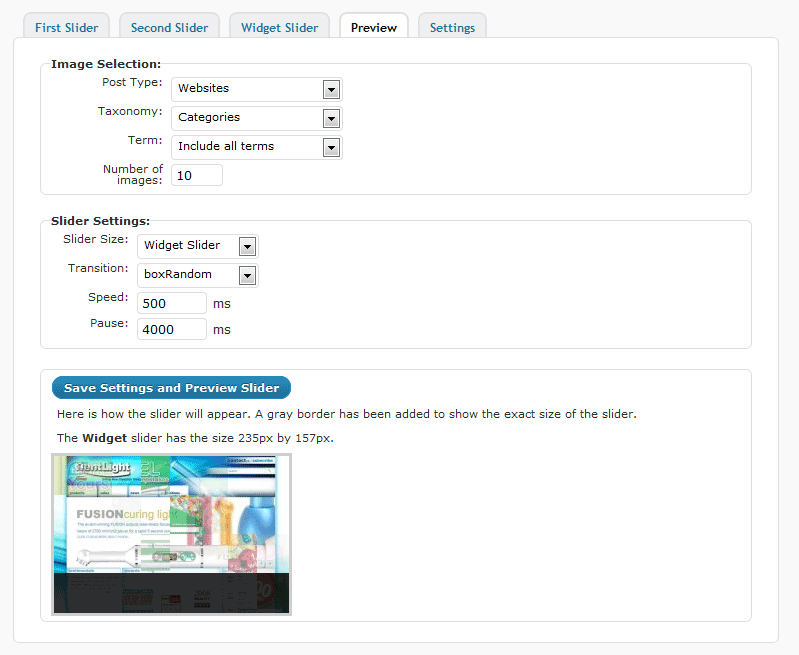 First Slider Second Slider Widget Slider Preview Settings
Image Selection:
Post Type: Websites
Taxonomy: Categories
Term: Include all terms
Number of
images: 10
Slider Settings:
Slider Size: Widget Slider
Transition: boxRandom
Speed: 500 ms
Pause: 4000 ms
Save Settings and Preview Slider
Here is how the slider will appear. A gray border has been added to show the exact size of the slider.
The Widget slider has the size 235px by 157px.
FUSION curing